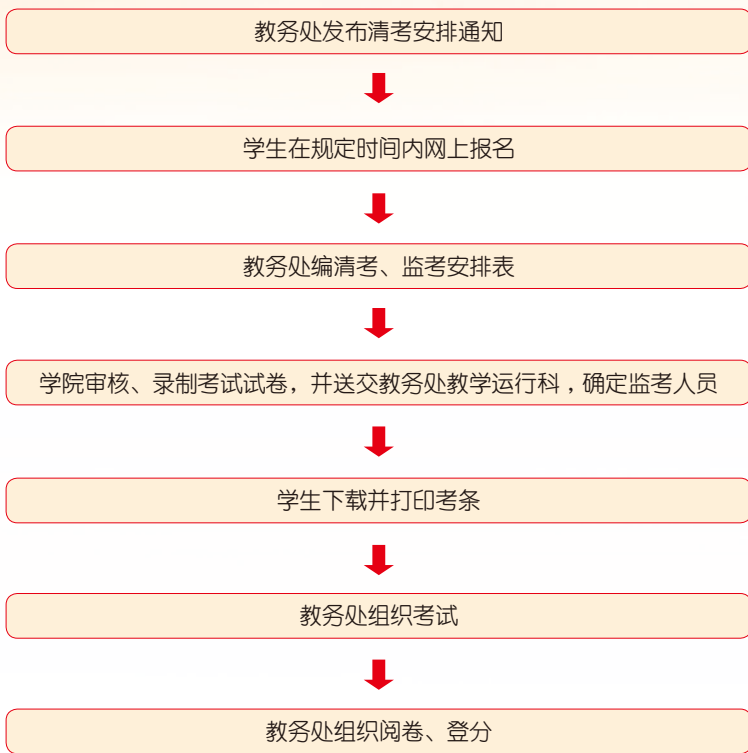 教务处发布清考安排通知
学生在规定时间内网上报名
教务处编清考、监考安排表
学院审核、录制考试试卷，并送交教务处教学运行科，确定监考人员
学生下载并打印考条
教务处组织考试
教务处组织阅卷、登分